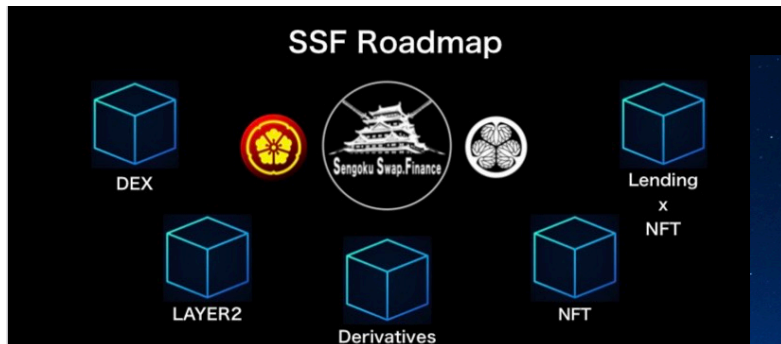 SSF Roadmap
Sengoku Swap.Finance
DEX
LAYER2
Derivatives
NFT
Lending
x
NFT